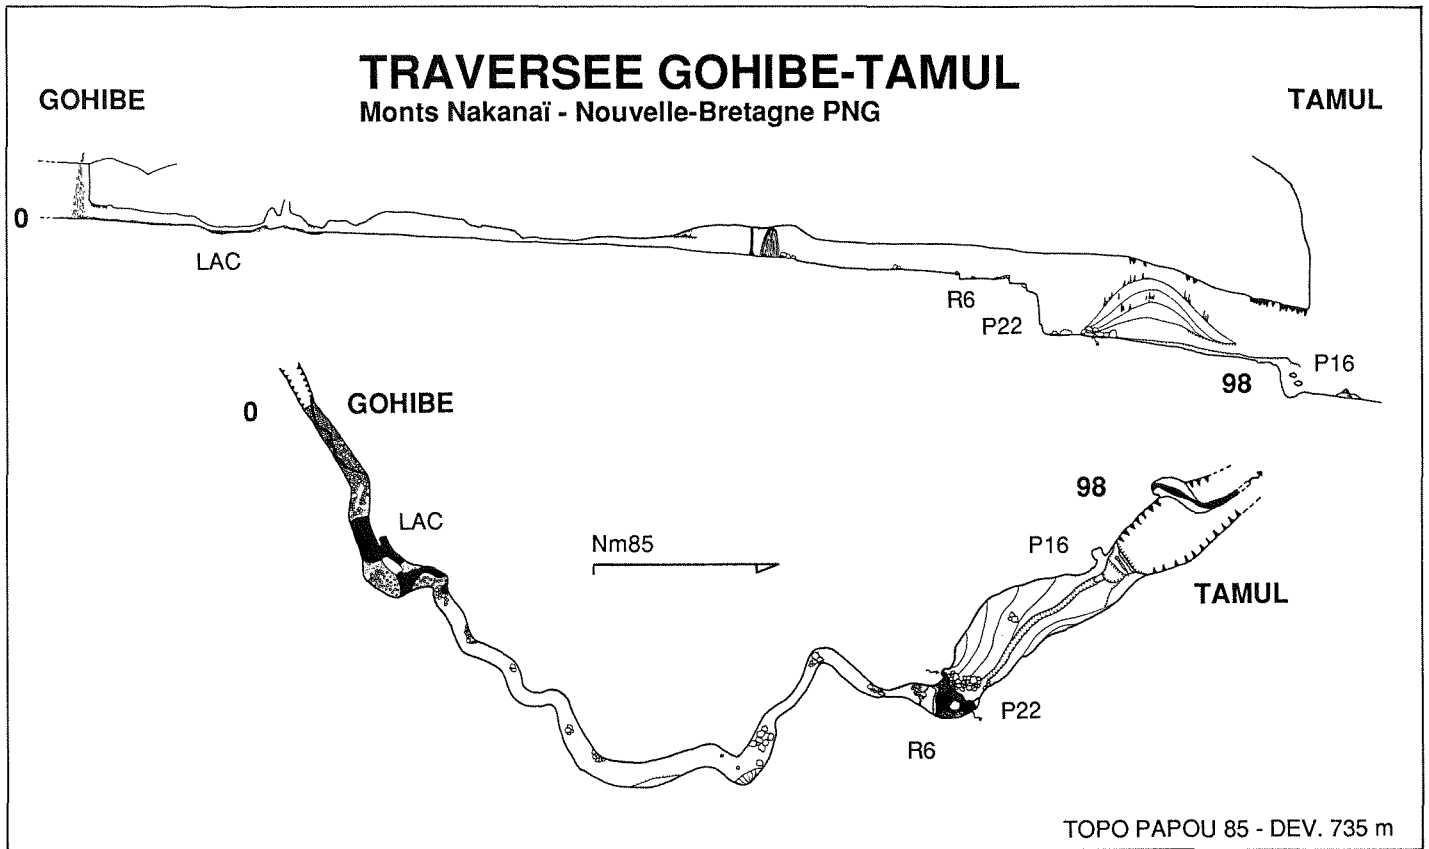 TRAVERSEE GOHIBE-TAMUL
Monts Nakanaï - Nouvelle-Bretagne PNG
GOHIBE
TAMUL
0
LAC
R6
P22
P16
98
0
GOHIBE
LAC
Nm85
98
P16
TAMUL
P22
R6
TOPO PAPOU 85 - DEV. 735 m